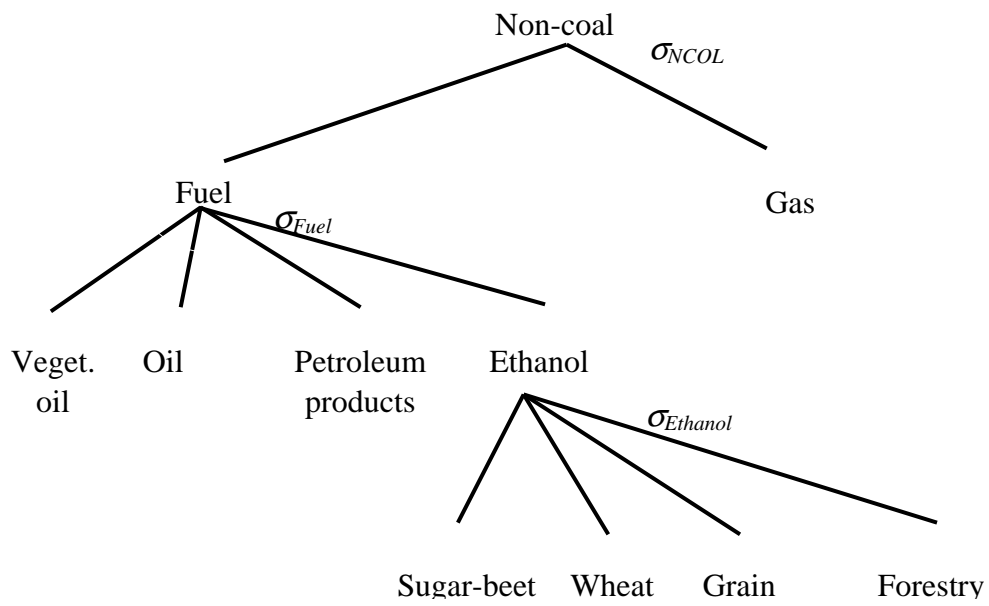 Non-coal
σNCOL
Fuel
Gas
σFuel
Veget. Oil Petroleum Ethanol
oil products
σEthanol
Sugar-beet Wheat Grain Forestry